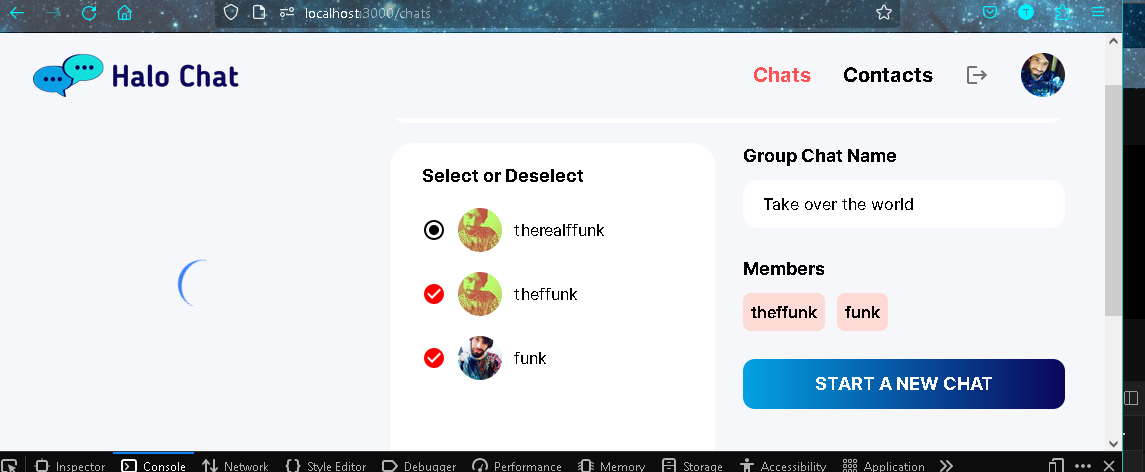 localhost:3000/chats
T
Halo Chat
Chats
Contacts
Select or Deselect
therealffunk
theffunk
funk
Group Chat Name
Take over the world
Members
theffunk funk
START A NEW CHAT
Inspector Console Network Style Editor Debugger Performance Memory Storage Accessibility Application